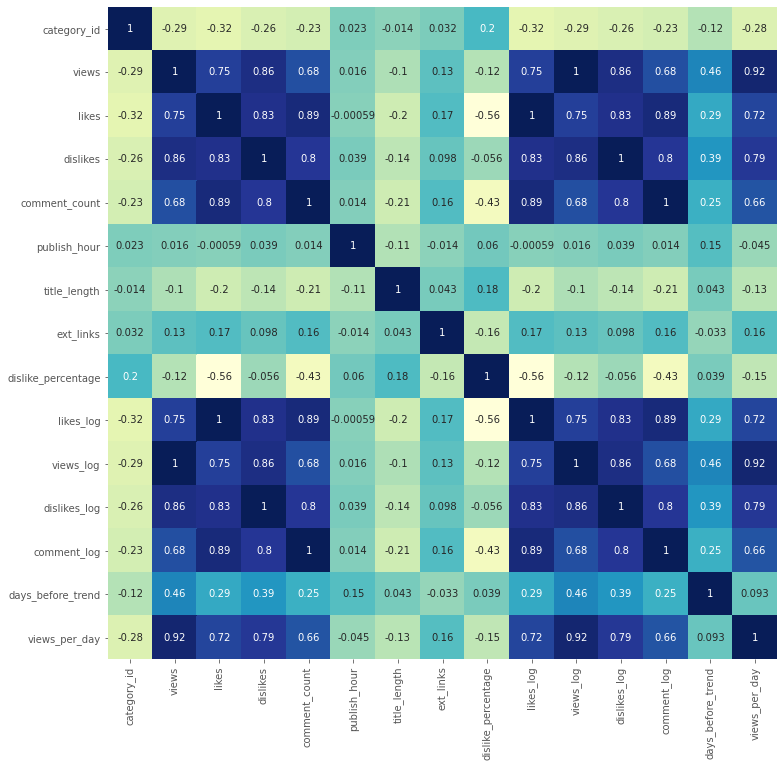 category_id 1 -0.29 -0.32 -0.26 -0.23 0.023 -0.014 0.032 0.2 -0.32 -0.29 -0.26 -0.23 -0.12 -0.28
views -0.29 1 0.75 0.86 0.68 0.016 -0.1 0.13 -0.12 0.75 1 0.86 0.68 0.46 0.92
likes -0.32 0.75 1 0.83 0.89 -0.00059 -0.2 0.17 -0.56 1 0.75 0.83 0.89 0.29 0.72
dislikes -0.26 0.86 0.83 1 0.8 0.039 -0.14 0.098 -0.056 0.83 0.86 1 0.8 0.39 0.79
comment_count -0.23 0.68 0.89 0.8 1 0.014 -0.21 0.16 -0.43 0.89 0.68 0.8 1 0.25 0.66
publish_hour 0.023 0.016 -0.00059 0.039 0.014 1 -0.11 -0.014 0.06 -0.00059 0.016 0.039 0.014 0.15 -0.045
title_length -0.014 -0.1 -0.2 -0.14 -0.21 -0.11 1 0.043 0.18 -0.2 -0.1 -0.14 -0.21 0.043 -0.13
ext_links 0.032 0.13 0.17 0.098 0.16 -0.014 0.043 1 -0.16 0.17 0.13 0.098 0.16 -0.033 0.16
dislike_percentage 0.2 -0.12 -0.56 -0.056 -0.43 0.06 0.18 -0.16 1 -0.56 -0.12 -0.056 -0.43 0.039 -0.15
likes_log -0.32 0.75 1 0.83 0.89 -0.00059 -0.2 0.17 -0.56 1 0.75 0.83 0.89 0.29 0.72
views_log -0.29 1 0.75 0.86 0.68 0.016 -0.1 0.13 -0.12 0.75 1 0.86 0.68 0.46 0.92
dislikes_log -0.26 0.86 0.83 1 0.8 0.039 -0.14 0.098 -0.056 0.83 0.86 1 0.8 0.39 0.79
comment_log -0.23 0.68 0.89 0.8 1 0.014 -0.21 0.16 -0.43 0.89 0.68 0.8 1 0.25 0.66
days_before_trend -0.12 0.46 0.29 0.39 0.25 0.15 0.043 -0.033 0.039 0.29 0.46 0.39 0.25 1 0.093
views_per_day -0.28 0.92 0.72 0.79 0.66 -0.045 -0.13 0.16 -0.15 0.72 0.92 0.79 0.66 0.093 1
category_id
views
likes
dislikes
comment_count
publish_hour
title_length
ext_links
dislike_percentage
likes_log
views_log
dislikes_log
comment_log
days_before_trend
views_per_day